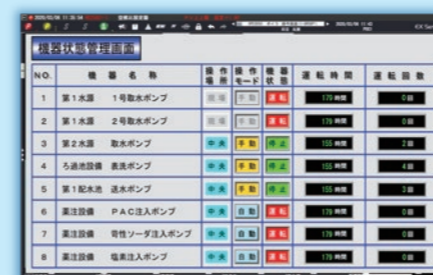 機器状態管理画面
NO. 機器名称 操作場所 操作モード 機器状態 運転時間 運転回数
1 第1水源 1号取水ポンプ 現場 手動 運転 179時間 0回
2 第1水源 2号取水ポンプ 現場 手動 運転 179時間 0回
3 第2水源 取水ポンプ 中央 手動 停止 155時間 2回
4 ろ過池設備 表洗ポンプ 中央 手動 停止 155時間 4回
5 第1配水池 送水ポンプ 中央 手動 停止 155時間 3回
6 薬注設備 PAC注入ポンプ 中央 自動 運転 179時間 0回
7 薬注設備 苛性ソーダ注入ポンプ 中央 自動 運転 179時間 0回
8 薬注設備 塩素注入ポンプ 中央 自動 運転 179時間 0回